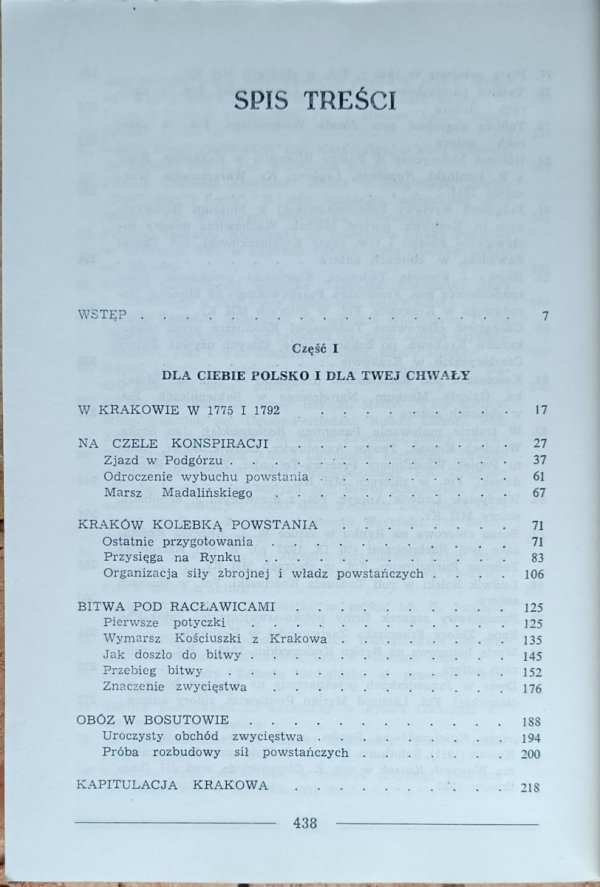 SPIS TREŚCI
WSTĘP . . . . . . . . . . . . . . 7
Część I
DLA CIEBIE POLSKO I DLA TWEJ CHWAŁY
W KRAKOWIE W 1775 I 1792 . . . . . . . . 17
NA CZELE KONSPIRACJI . . . . . . . . . 27
Zjazd w Podgórzu . . . . . . . . . . . 37
Odroczenie wybuchu powstania . . . . . . . 61
Marsz Madalińskiego . . . . . . . . . . 67
KRAKÓW KOLEBKĄ POWSTANIA . . . . . . . 71
Ostatnie przygotowania . . . . . . . . . 71
Przysięga na Rynku . . . . . . . . . . 83
Organizacja siły zbrojnej i władz powstańczych . . . . 106
BITWA POD RACŁAWICAMI . . . . . . . . 125
Pierwsze potyczki . . . . . . . . . . 125
Wymarsz Kościuszki z Krakowa . . . . . . . 135
Jak doszło do bitwy . . . . . . . . . . 145
Przebieg bitwy . . . . . . . . . . . 152
Znaczenie zwycięstwa . . . . . . . . . 176
OBÓZ W BOSUTOWIE . . . . . . . . . . 188
Uroczysty obchód zwycięstwa . . . . . . . 194
Próba rozbudowy sił powstańczych . . . . . . 200
KAPITULACJA KRAKOWA . . . . . . . . . 218
438